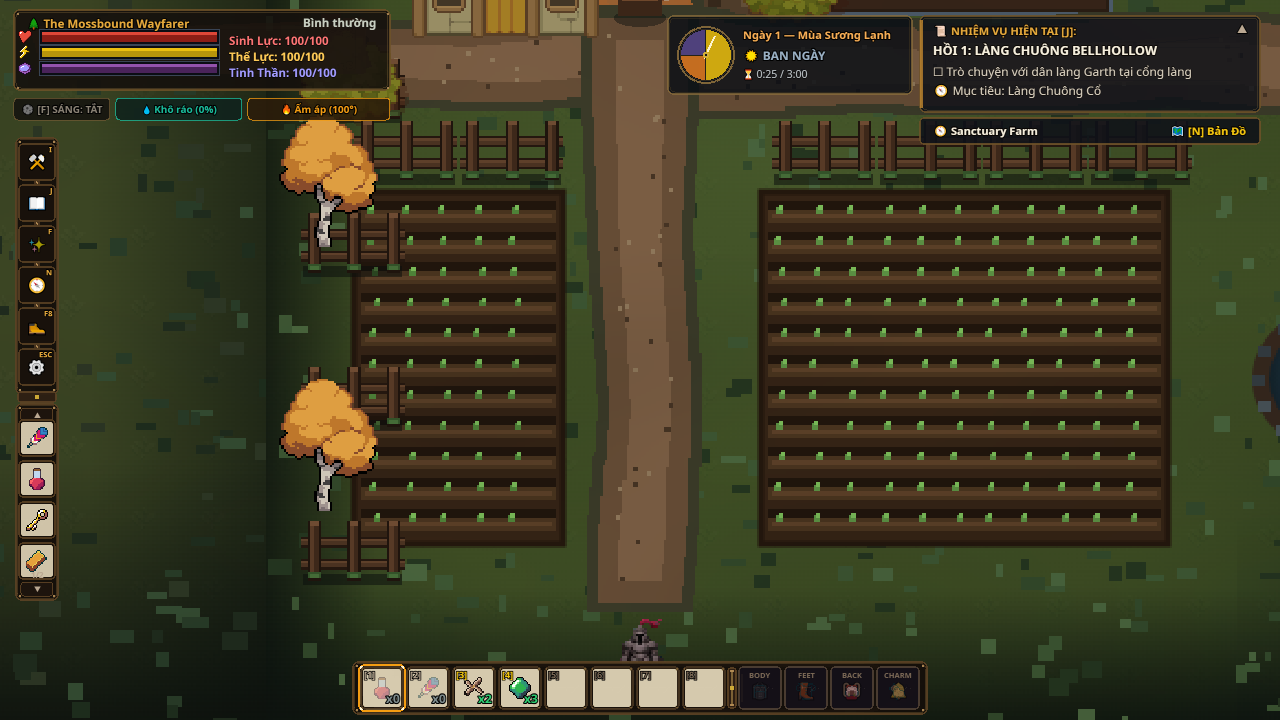 The Mossbound Wayfarer
Bình thường
Sinh Lực: 100/100
Thể Lực: 100/100
Tinh Thần: 100/100
[F] SÁNG: TẮT
Khô ráo (0%)
Ấm áp (100°)
Ngày 1 — Mùa Sương Lạnh
BAN NGÀY
0:25 / 3:00
NHIỆM VỤ HIỆN TẠI [J]:
HỒI 1: LÀNG CHUÔNG BELLHOLLOW
☐ Trò chuyện với dân làng Garth tại cổng làng
Mục tiêu: Làng Chuông Cổ
Sanctuary Farm
[N] Bản Đồ
I
J
F
N
F8
ESC
[1] x0
[2] x0
[3] x2
[4] x3
[5]
[6]
[7]
[8]
BODY
FEET
BACK
CHARM